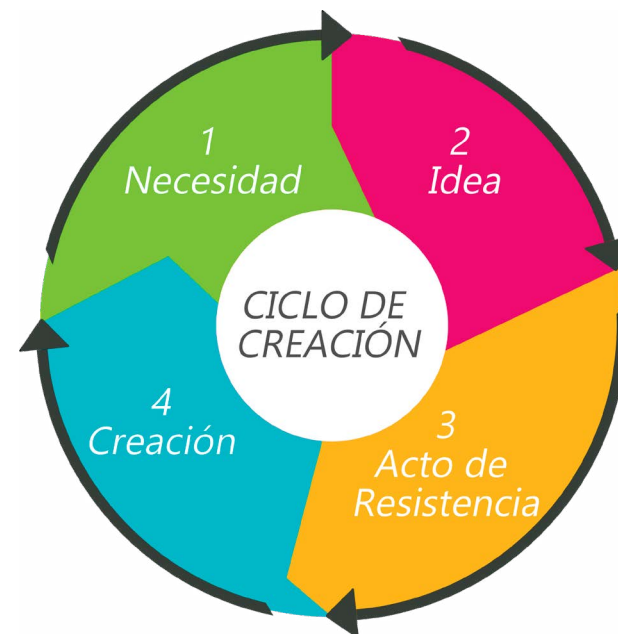 1
Necesidad
2
Idea
CICLO DE
CREACIÓN
3
Acto de
Resistencia
4
Creación